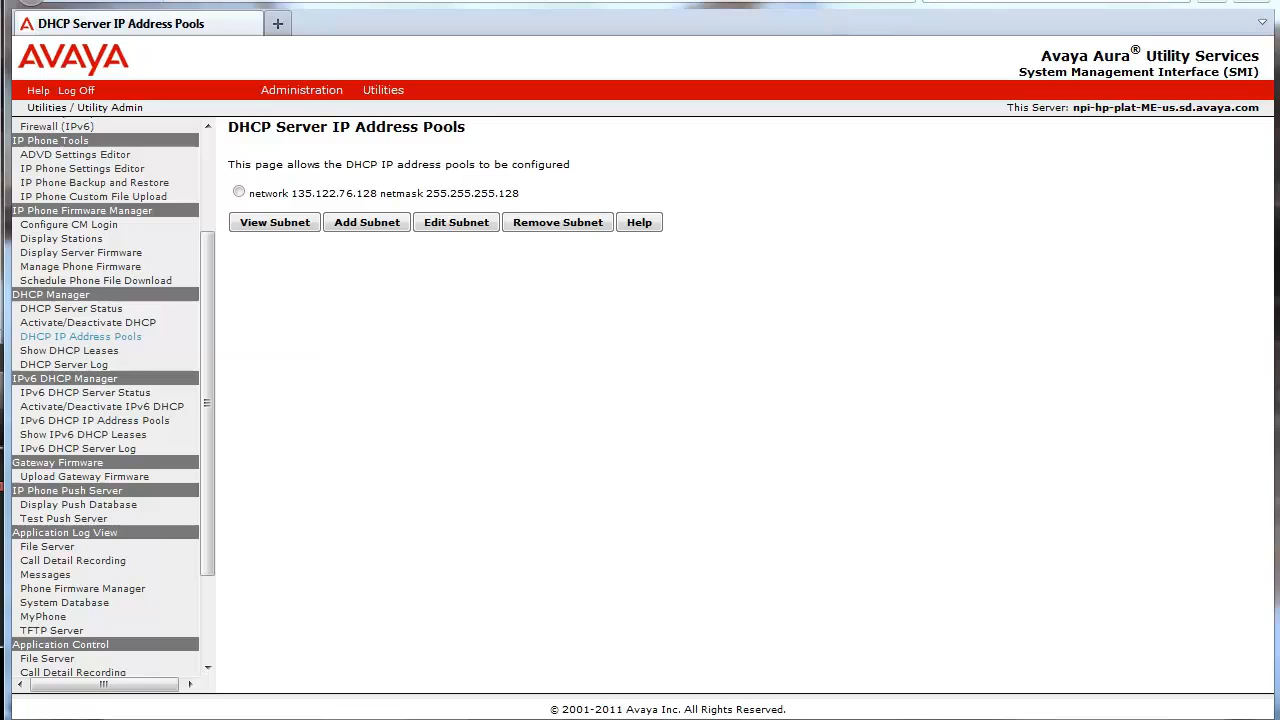 DHCP Server IP Address Pools
AVAYA
Avaya Aura® Utility Services
System Management Interface (SMI)
Help Log Off Administration Utilities
Utilities / Utility Admin
This Server: npi-hp-plat-ME-us.sd.avaya.com
Firewall (IPv6)
IP Phone Tools
ADVD Settings Editor
IP Phone Settings Editor
IP Phone Backup and Restore
IP Phone Custom File Upload
IP Phone Firmware Manager
Configure CM Login
Display Stations
Display Server Firmware
Manage Phone Firmware
Schedule Phone File Download
DHCP Manager
DHCP Server Status
Activate/Deactivate DHCP
DHCP IP Address Pools
Show DHCP Leases
DHCP Server Log
IPv6 DHCP Manager
IPv6 DHCP Server Status
Activate/Deactivate IPv6 DHCP
IPv6 DHCP IP Address Pools
Show IPv6 DHCP Leases
IPv6 DHCP Server Log
Gateway Firmware
Upload Gateway Firmware
IP Phone Push Server
Display Push Database
Test Push Server
Application Log View
File Server
Call Detail Recording
Messages
Phone Firmware Manager
System Database
MyPhone
TFTP Server
Application Control
File Server
Call Detail Recording
DHCP Server IP Address Pools
This page allows the DHCP IP address pools to be configured
network 135.122.76.128 netmask 255.255.255.128
View Subnet Add Subnet Edit Subnet Remove Subnet Help
© 2001-2011 Avaya Inc. All Rights Reserved.